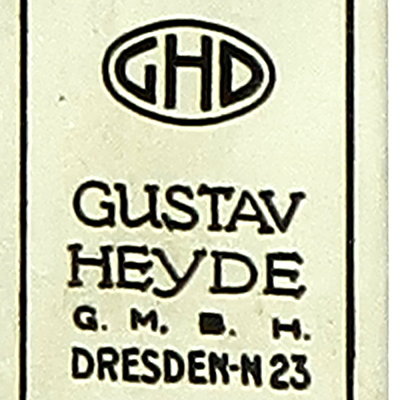 GHD
GUSTAV
HEYDE
G. M. B. H.
DRESDEN-N 23